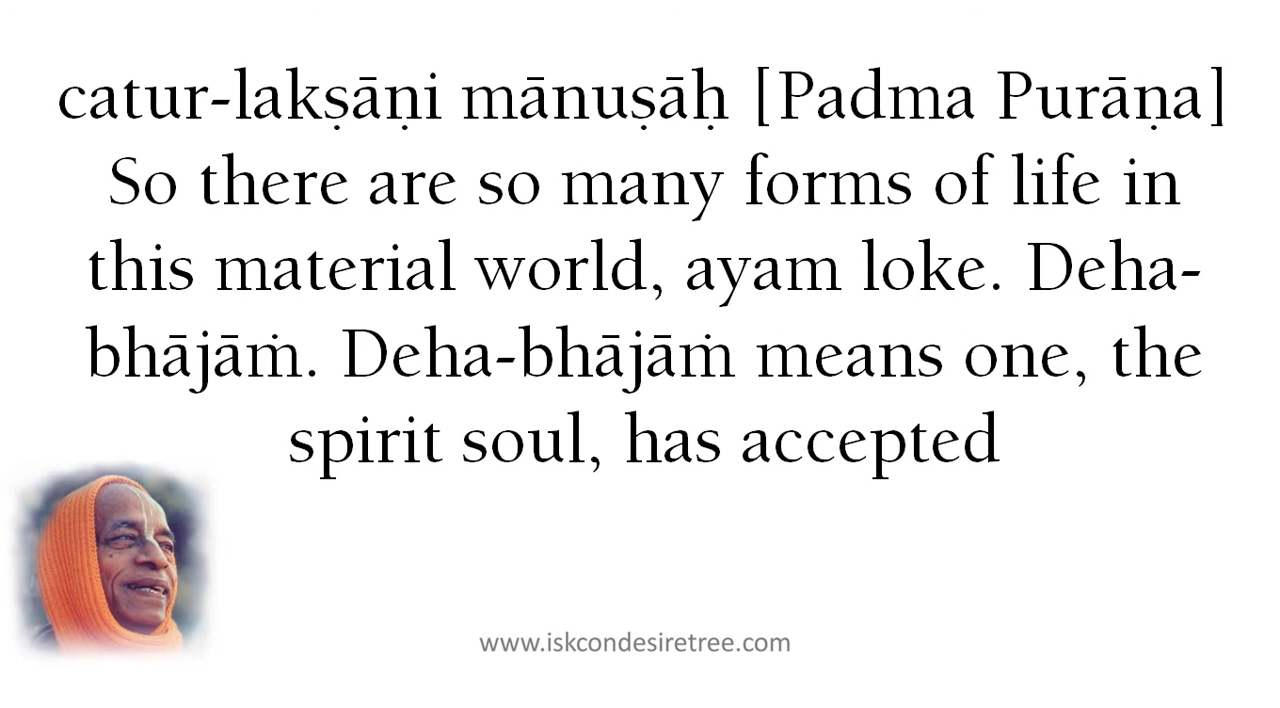 catur-lakṣāṇi mānuṣāḥ [Padma Purāṇa]
So there are so many forms of life in
this material world, ayam loke. Deha-
bhājāṁ. Deha-bhājāṁ means one, the
spirit soul, has accepted
www.iskcondesiretree.com